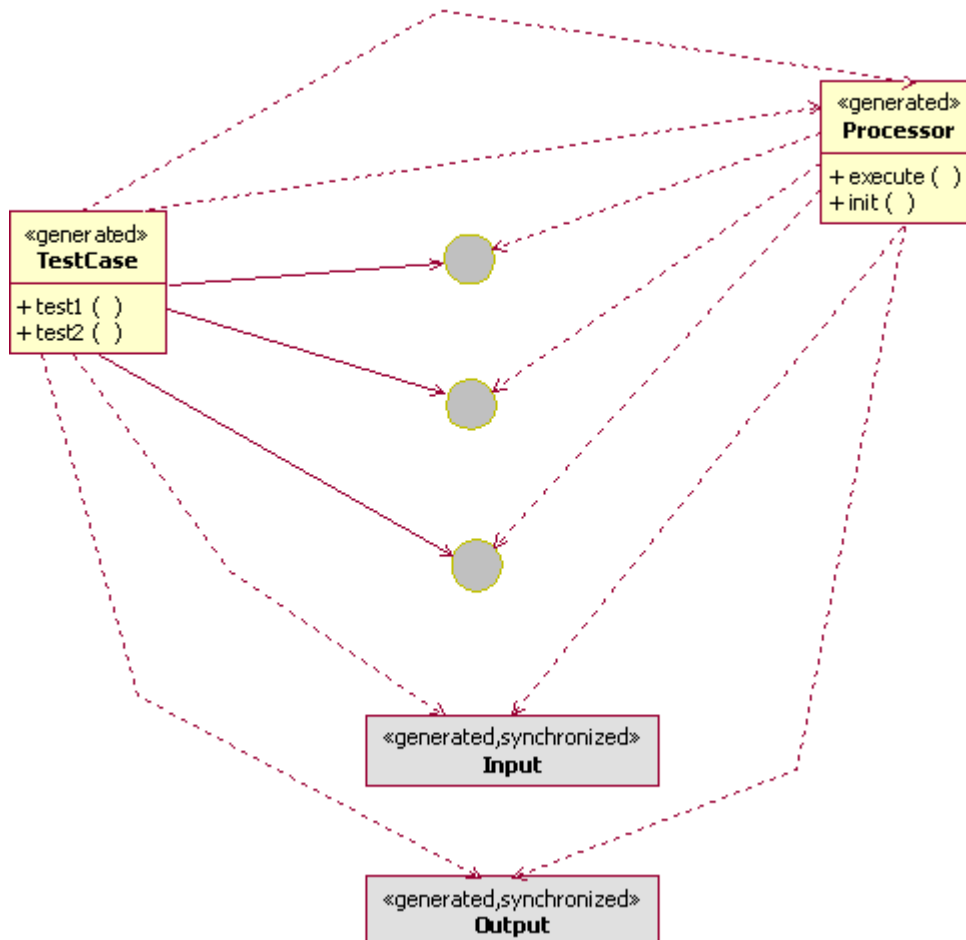 «generated»
Processor
+ execute ( )
+ init ( )
«generated»
TestCase
+ test1 ( )
+ test2 ( )
«generated,synchronized»
Input
«generated,synchronized»
Output